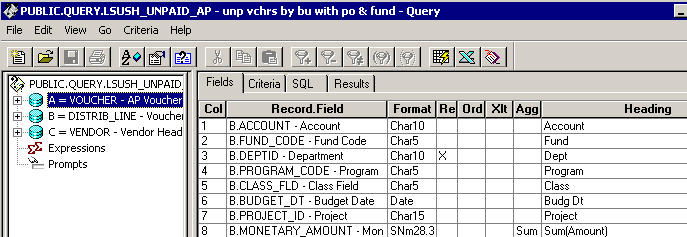 PUBLIC.QUERY.LSUSH_UNPAID_AP - unp vchrs by bu with po & fund - Query
File Edit View Go Criteria Help
PUBLIC.QUERY.LSUSH_UNPAID_
A = VOUCHER - AP Voucher
B = DISTRIB_LINE - Voucher
C = VENDOR - Vendor Head
Expressions
Prompts
Fields Criteria SQL Results
Col Record.Field Format Re Ord Xlt Agg Heading
1 B.ACCOUNT - Account Char10 Account
2 B.FUND_CODE - Fund Code Char5 Fund
3 B.DEPTID - Department Char10 X Dept
4 B.PROGRAM_CODE - Program Char5 Program
5 B.CLASS_FLD - Class Field Char5 Class
6 B.BUDGET_DT - Budget Date Date Budg Dt
7 B.PROJECT_ID - Project Char15 Project
8 B.MONETARY_AMOUNT - Mon SNm28.3 Sum Sum(Amount)